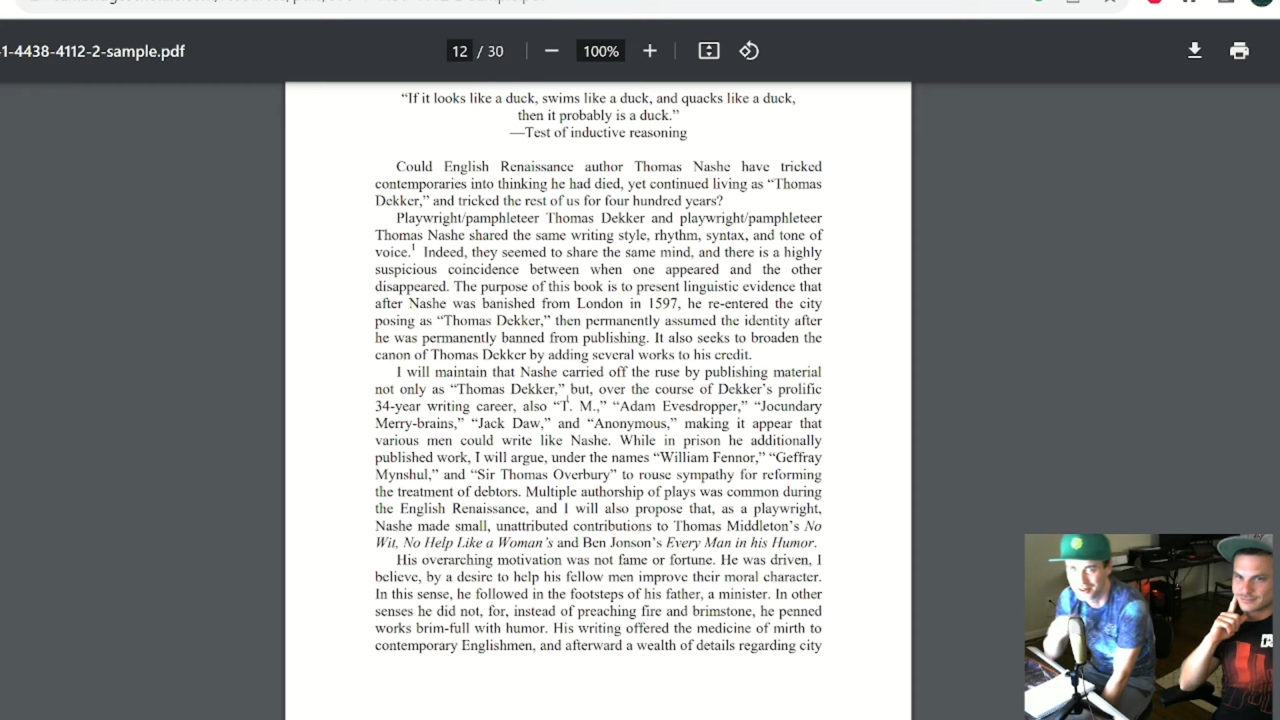 -1-4438-4112-2-sample.pdf
12 / 30
100%
“If it looks like a duck, swims like a duck, and quacks like a duck,
then it probably is a duck.”
—Test of inductive reasoning
Could English Renaissance author Thomas Nashe have tricked
contemporaries into thinking he had died, yet continued living as “Thomas
Dekker,” and tricked the rest of us for four hundred years?
Playwright/pamphleteer Thomas Dekker and playwright/pamphleteer
Thomas Nashe shared the same writing style, rhythm, syntax, and tone of
voice.1 Indeed, they seemed to share the same mind, and there is a highly
suspicious coincidence between when one appeared and the other
disappeared. The purpose of this book is to present linguistic evidence that
after Nashe was banished from London in 1597, he re-entered the city
posing as “Thomas Dekker,” then permanently assumed the identity after
he was permanently banned from publishing. It also seeks to broaden the
canon of Thomas Dekker by adding several works to his credit.
I will maintain that Nashe carried off the ruse by publishing material
not only as “Thomas Dekker,” but, over the course of Dekker’s prolific
34-year writing career, also “T. M.,” “Adam Evesdropper,” “Jocundary
Merry-brains,” “Jack Daw,” and “Anonymous,” making it appear that
various men could write like Nashe. While in prison he additionally
published work, I will argue, under the names “William Fennor,” “Geffray
Mynshul,” and “Sir Thomas Overbury” to rouse sympathy for reforming
the treatment of debtors. Multiple authorship of plays was common during
the English Renaissance, and I will also propose that, as a playwright,
Nashe made small, unattributed contributions to Thomas Middleton’s No
Wit, No Help Like a Woman’s and Ben Jonson’s Every Man in his Humor.
His overarching motivation was not fame or fortune. He was driven, I
believe, by a desire to help his fellow men improve their moral character.
In this sense, he followed in the footsteps of his father, a minister. In other
senses he did not, for, instead of preaching fire and brimstone, he penned
works brim-full with humor. His writing offered the medicine of mirth to
contemporary Englishmen, and afterward a wealth of details regarding city